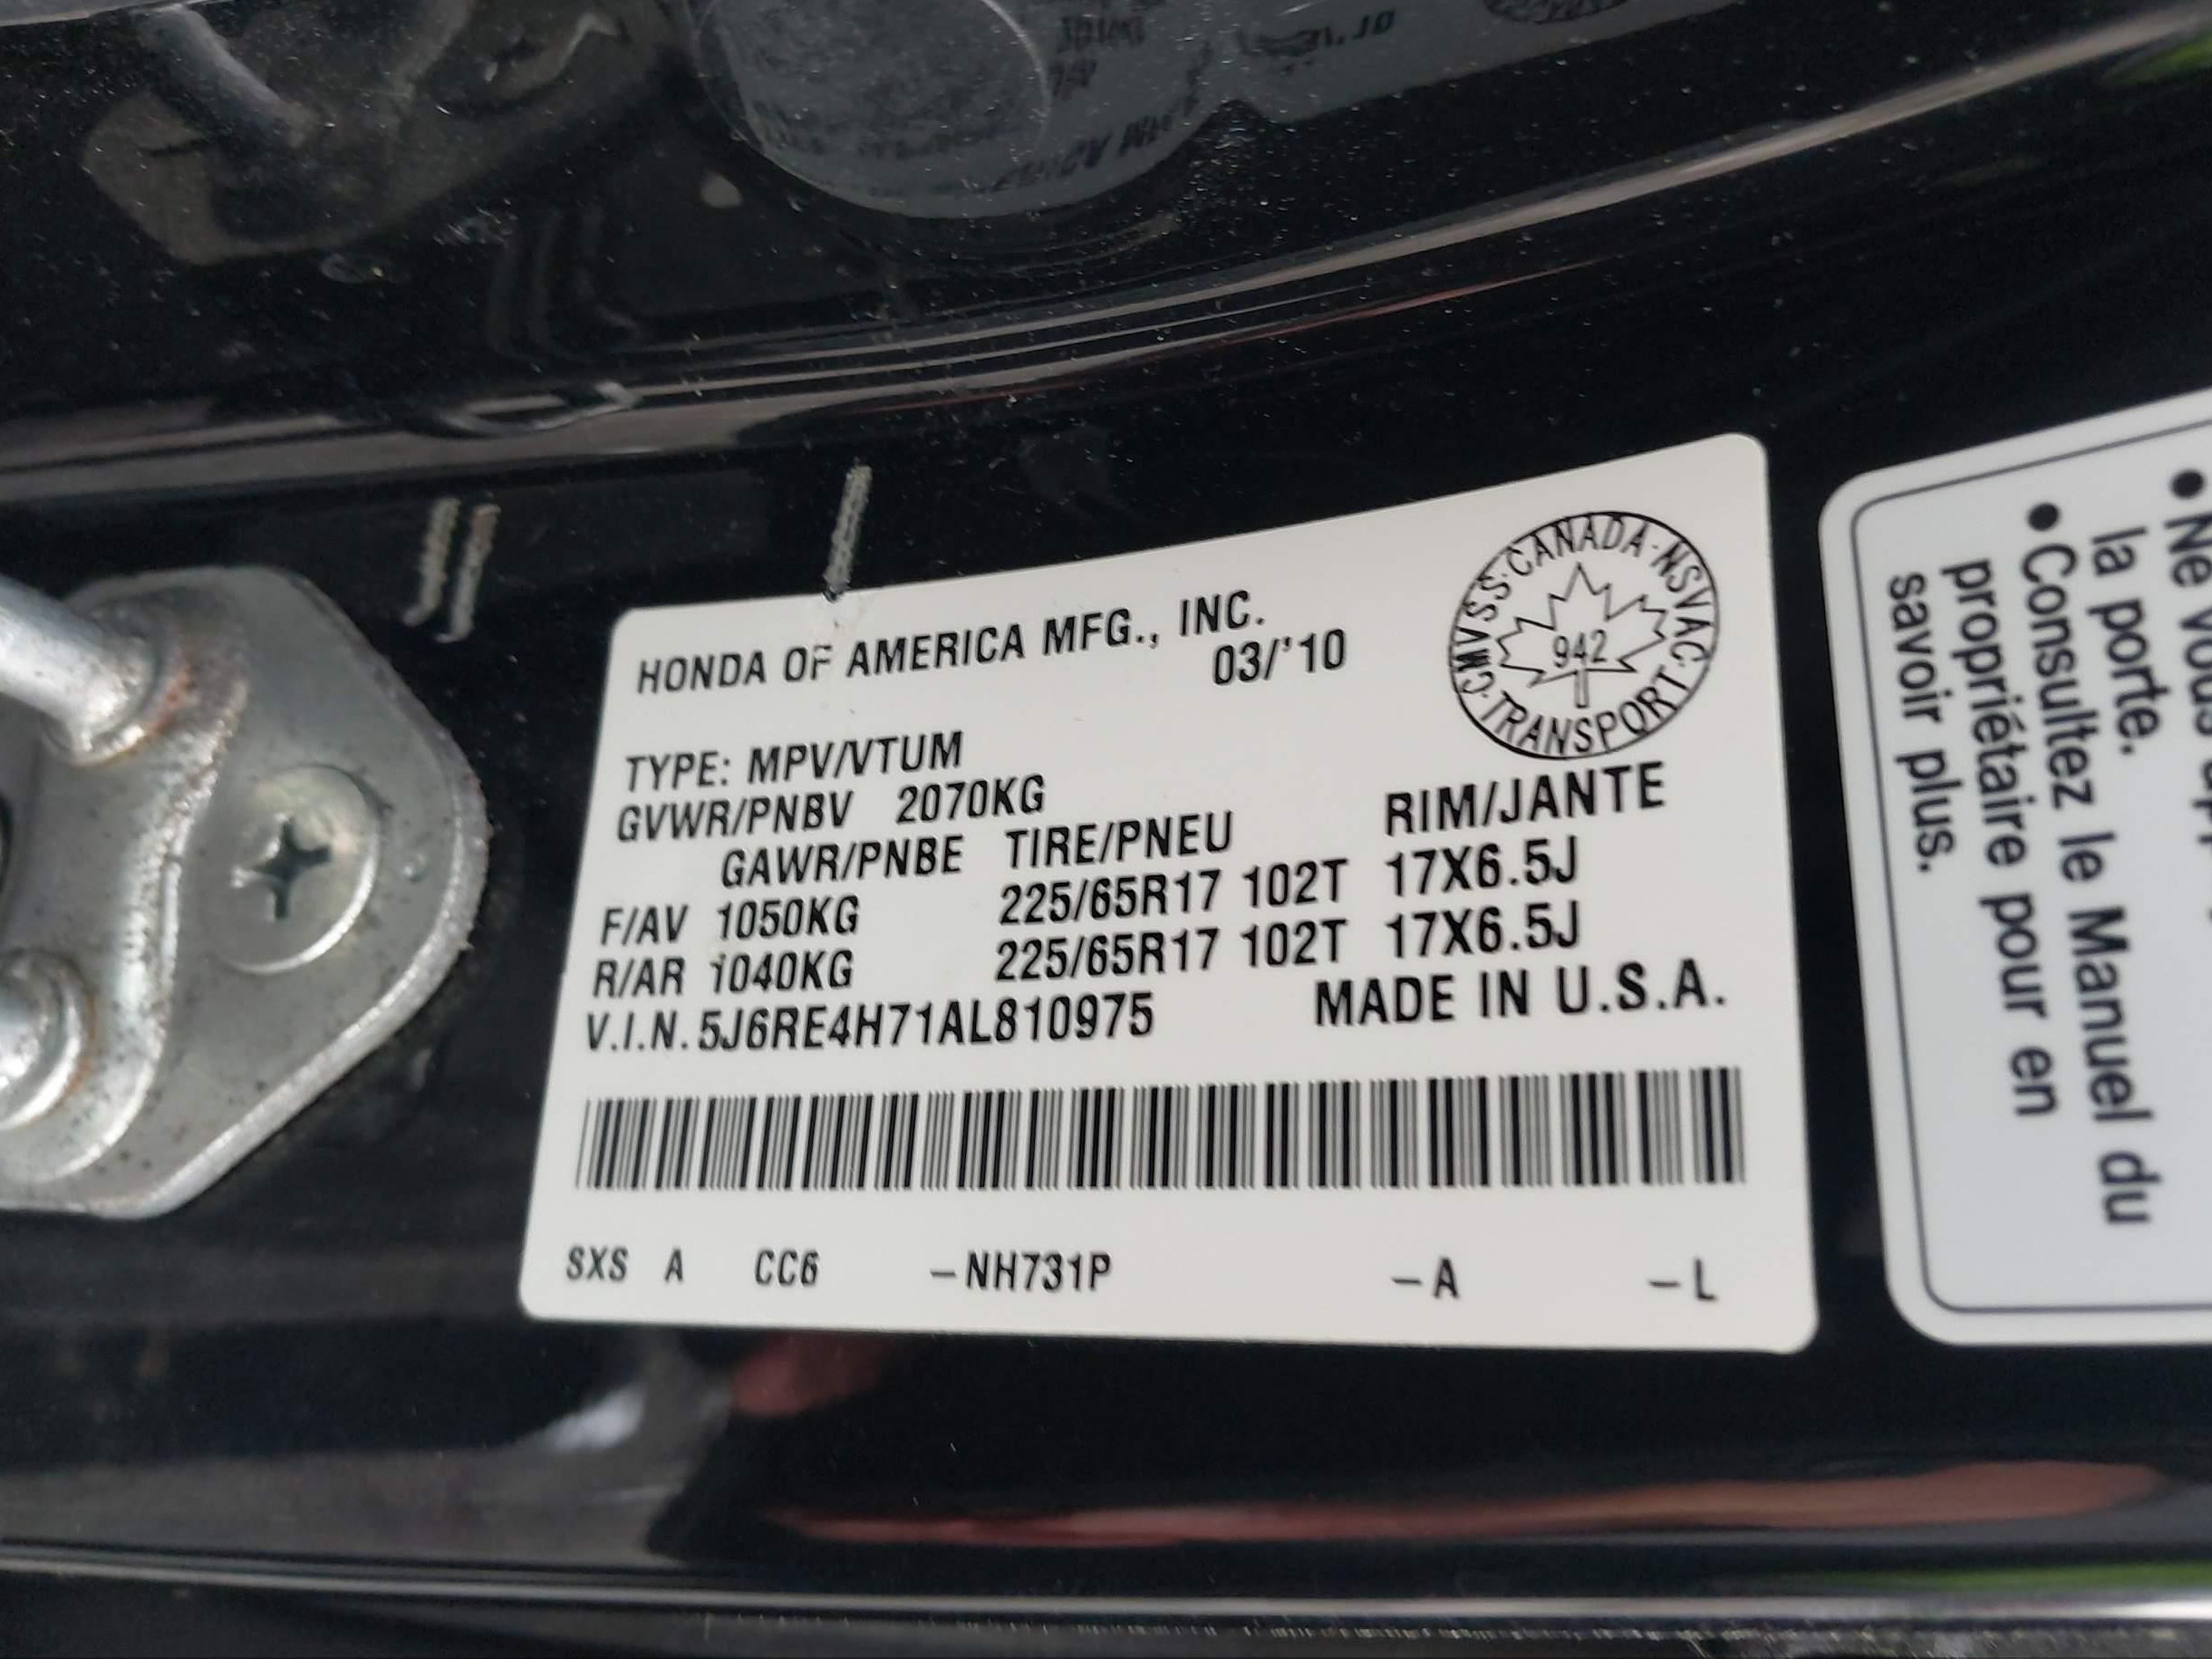 HONDA OF AMERICA MFG., INC.
03/'10
CMVSS·CANADA·NSVAC·TRANSPORT
942
TYPE: MPV/VTUM
GVWR/PNBV 2070KG
GAWR/PNBE TIRE/PNEU RIM/JANTE
F/AV 1050KG 225/65R17 102T 17X6.5J
R/AR 1040KG 225/65R17 102T 17X6.5J
V.I.N. 5J6RE4H71AL810975 MADE IN U.S.A.
SXS A CC6 –NH731P –A –L
• Ne vous
la porte.
• Consultez le Manuel du
propriétaire pour en
savoir plus.